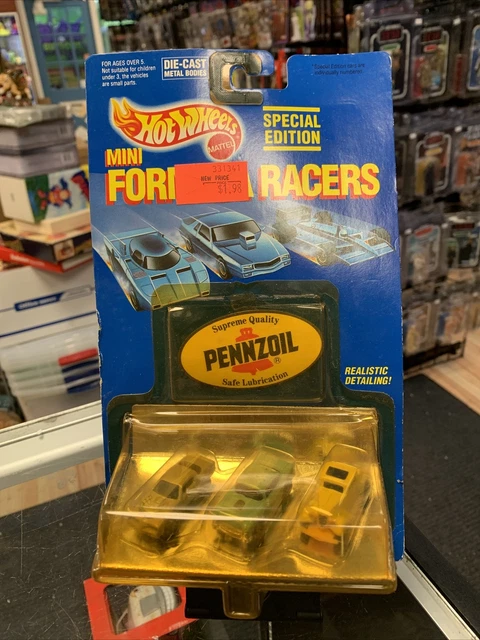 FOR AGES OVER 5.
Not suitable for children
under 3, the vehicles
are small parts.
DIE-CAST
METAL BODIES
Hot Wheels
MATTEL
SPECIAL
EDITION
MINI
RACERS
NEW PRICE
$1.98
Supreme Quality
PENNZOIL®
Safe Lubrication
REALISTIC
DETAILING!